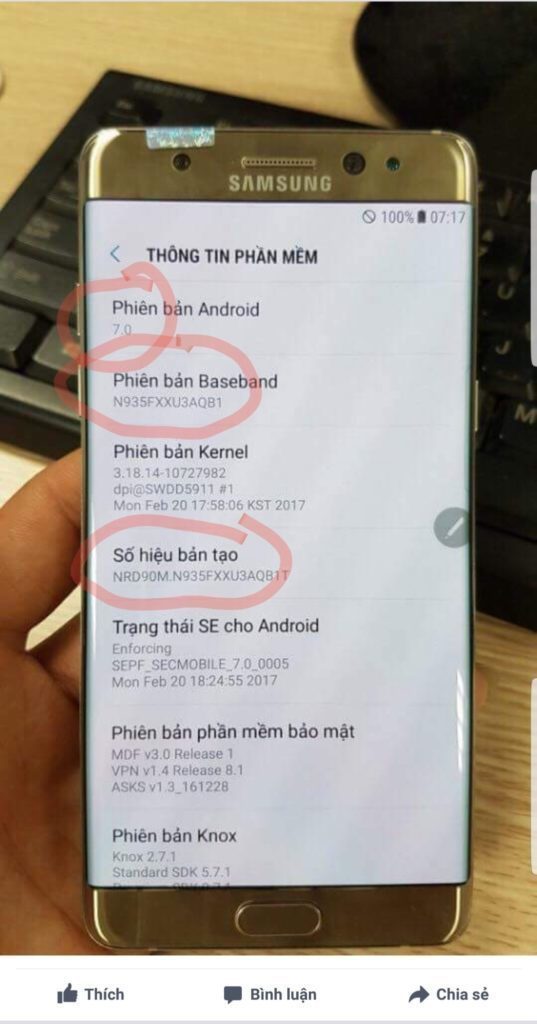 SAMSUNG
SAMSUNG
100% 07:17
THÔNG TIN PHẦN MỀM
Phiên bản Android
7.0
Phiên bản Baseband
N935FXXU3AQB1
Phiên bản Kernel
3.18.14-10727982
dpi@SWDD5911 #1
Mon Feb 20 17:58:06 KST 2017
Số hiệu bản tạo
NRD90M.N935FXXU3AQB1T
Trạng thái SE cho Android
Enforcing
SEPF_SECMOBILE_7.0_0005
Mon Feb 20 18:24:55 2017
Phiên bản phần mềm bảo mật
MDF v3.0 Release 1
VPN v1.4 Release 8.1
ASKS v1.3_161228
Phiên bản Knox
Knox 2.7.1
Standard SDK 5.7.1
Thích
Bình luận
Chia sẻ